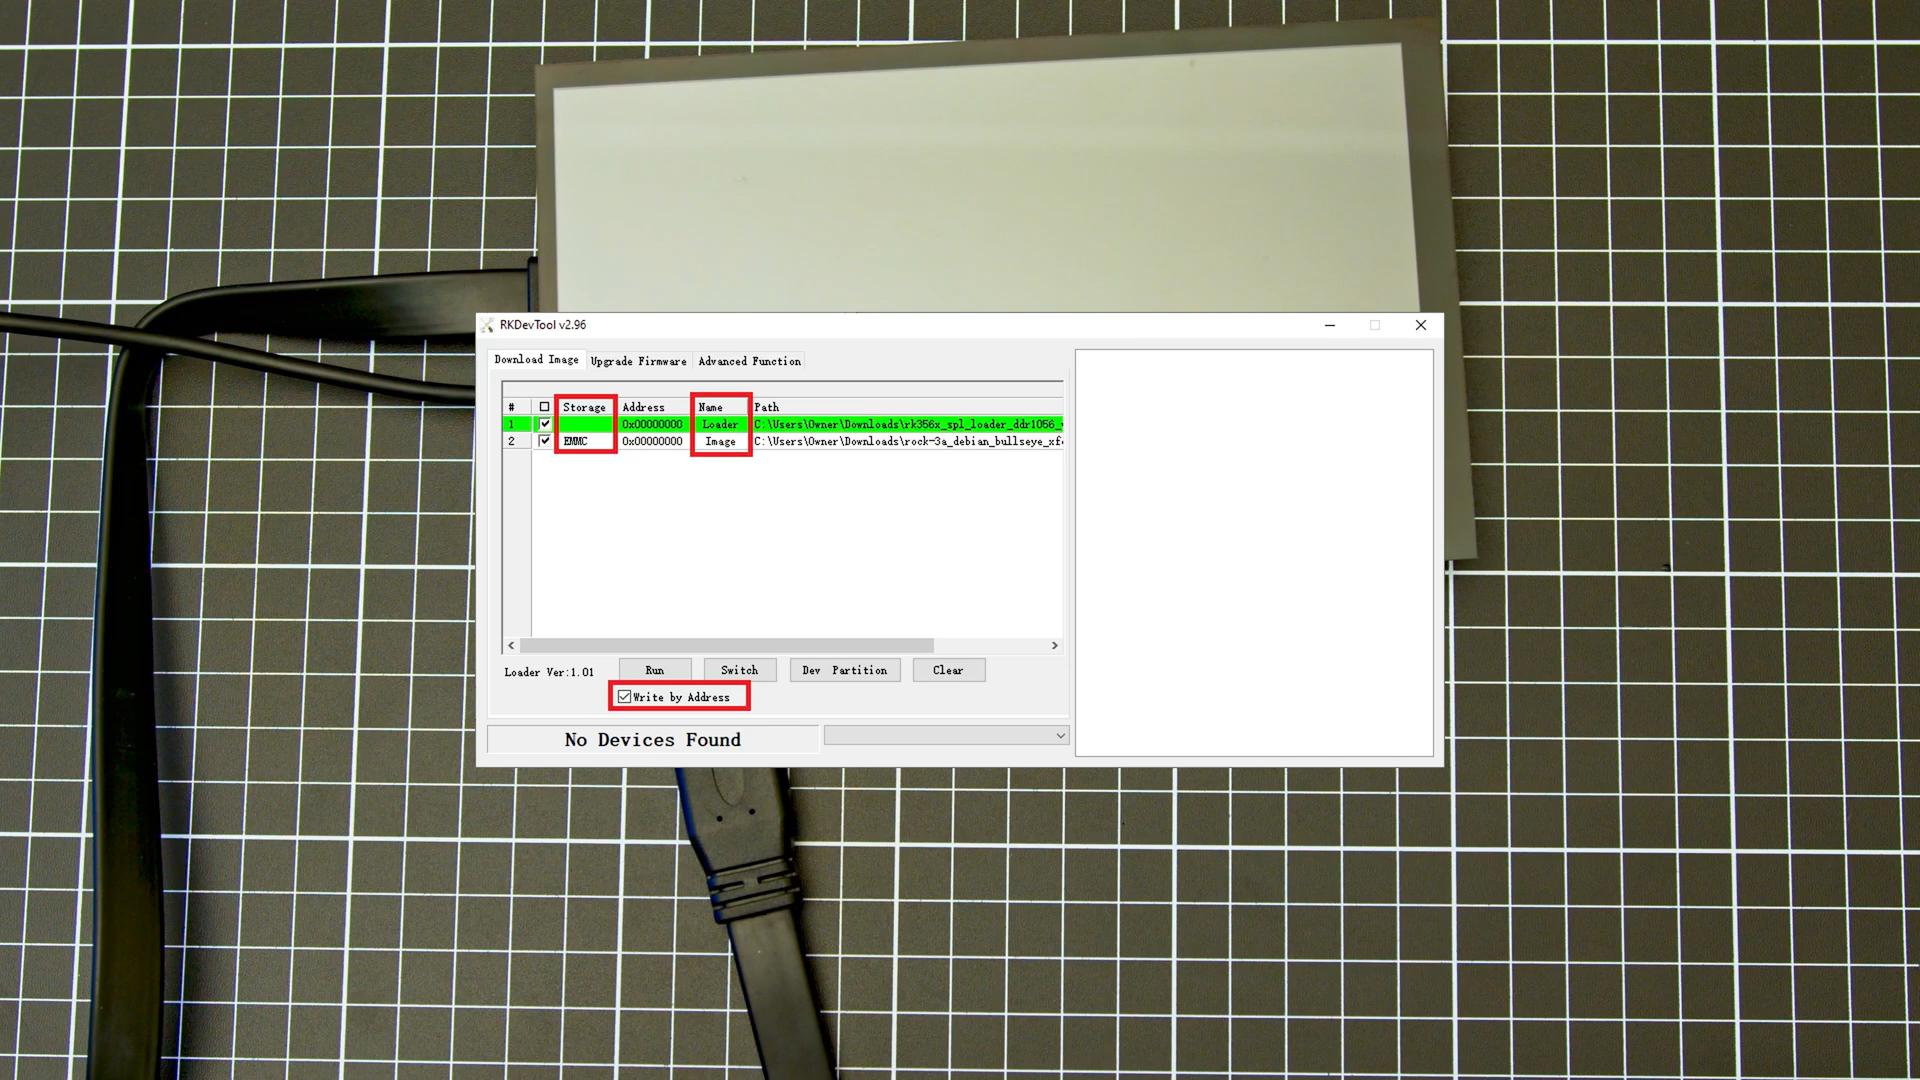 RKDevTool v2.96
Download Image Upgrade Firmware Advanced Function
# Storage Address Name Path
1 0x00000000 Loader C:\Users\Owner\Downloads\rk356x_spl_loader_ddr1056_
2 EMMC 0x00000000 Image C:\Users\Owner\Downloads\rock-3a_debian_bullseye_xf
Loader Ver:1.01 Run Switch Dev Partition Clear
Write by Address
No Devices Found